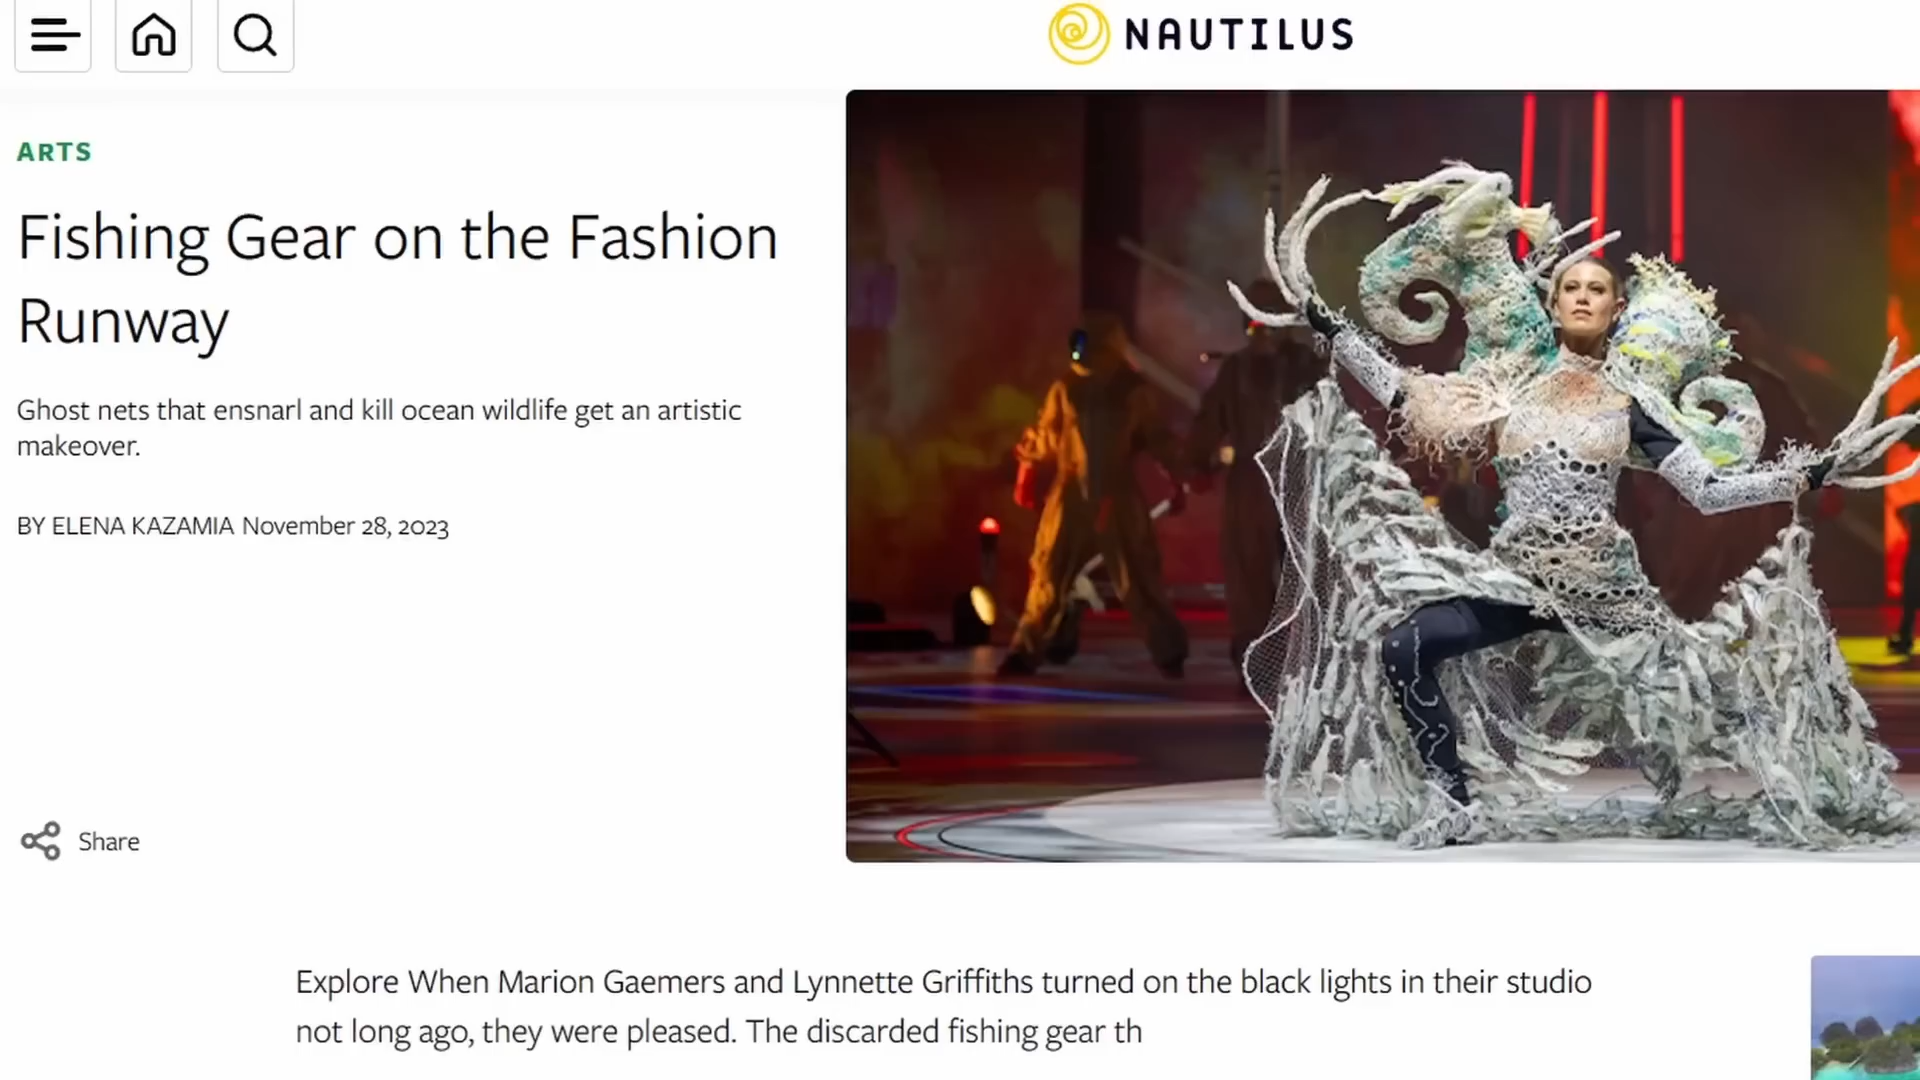 NAUTILUS
ARTS
Fishing Gear on the Fashion
Runway
Ghost nets that ensnarl and kill ocean wildlife get an artistic
makeover.
BY ELENA KAZAMIA November 28, 2023
Share
Explore When Marion Gaemers and Lynnette Griffiths turned on the black lights in their studio
not long ago, they were pleased. The discarded fishing gear th